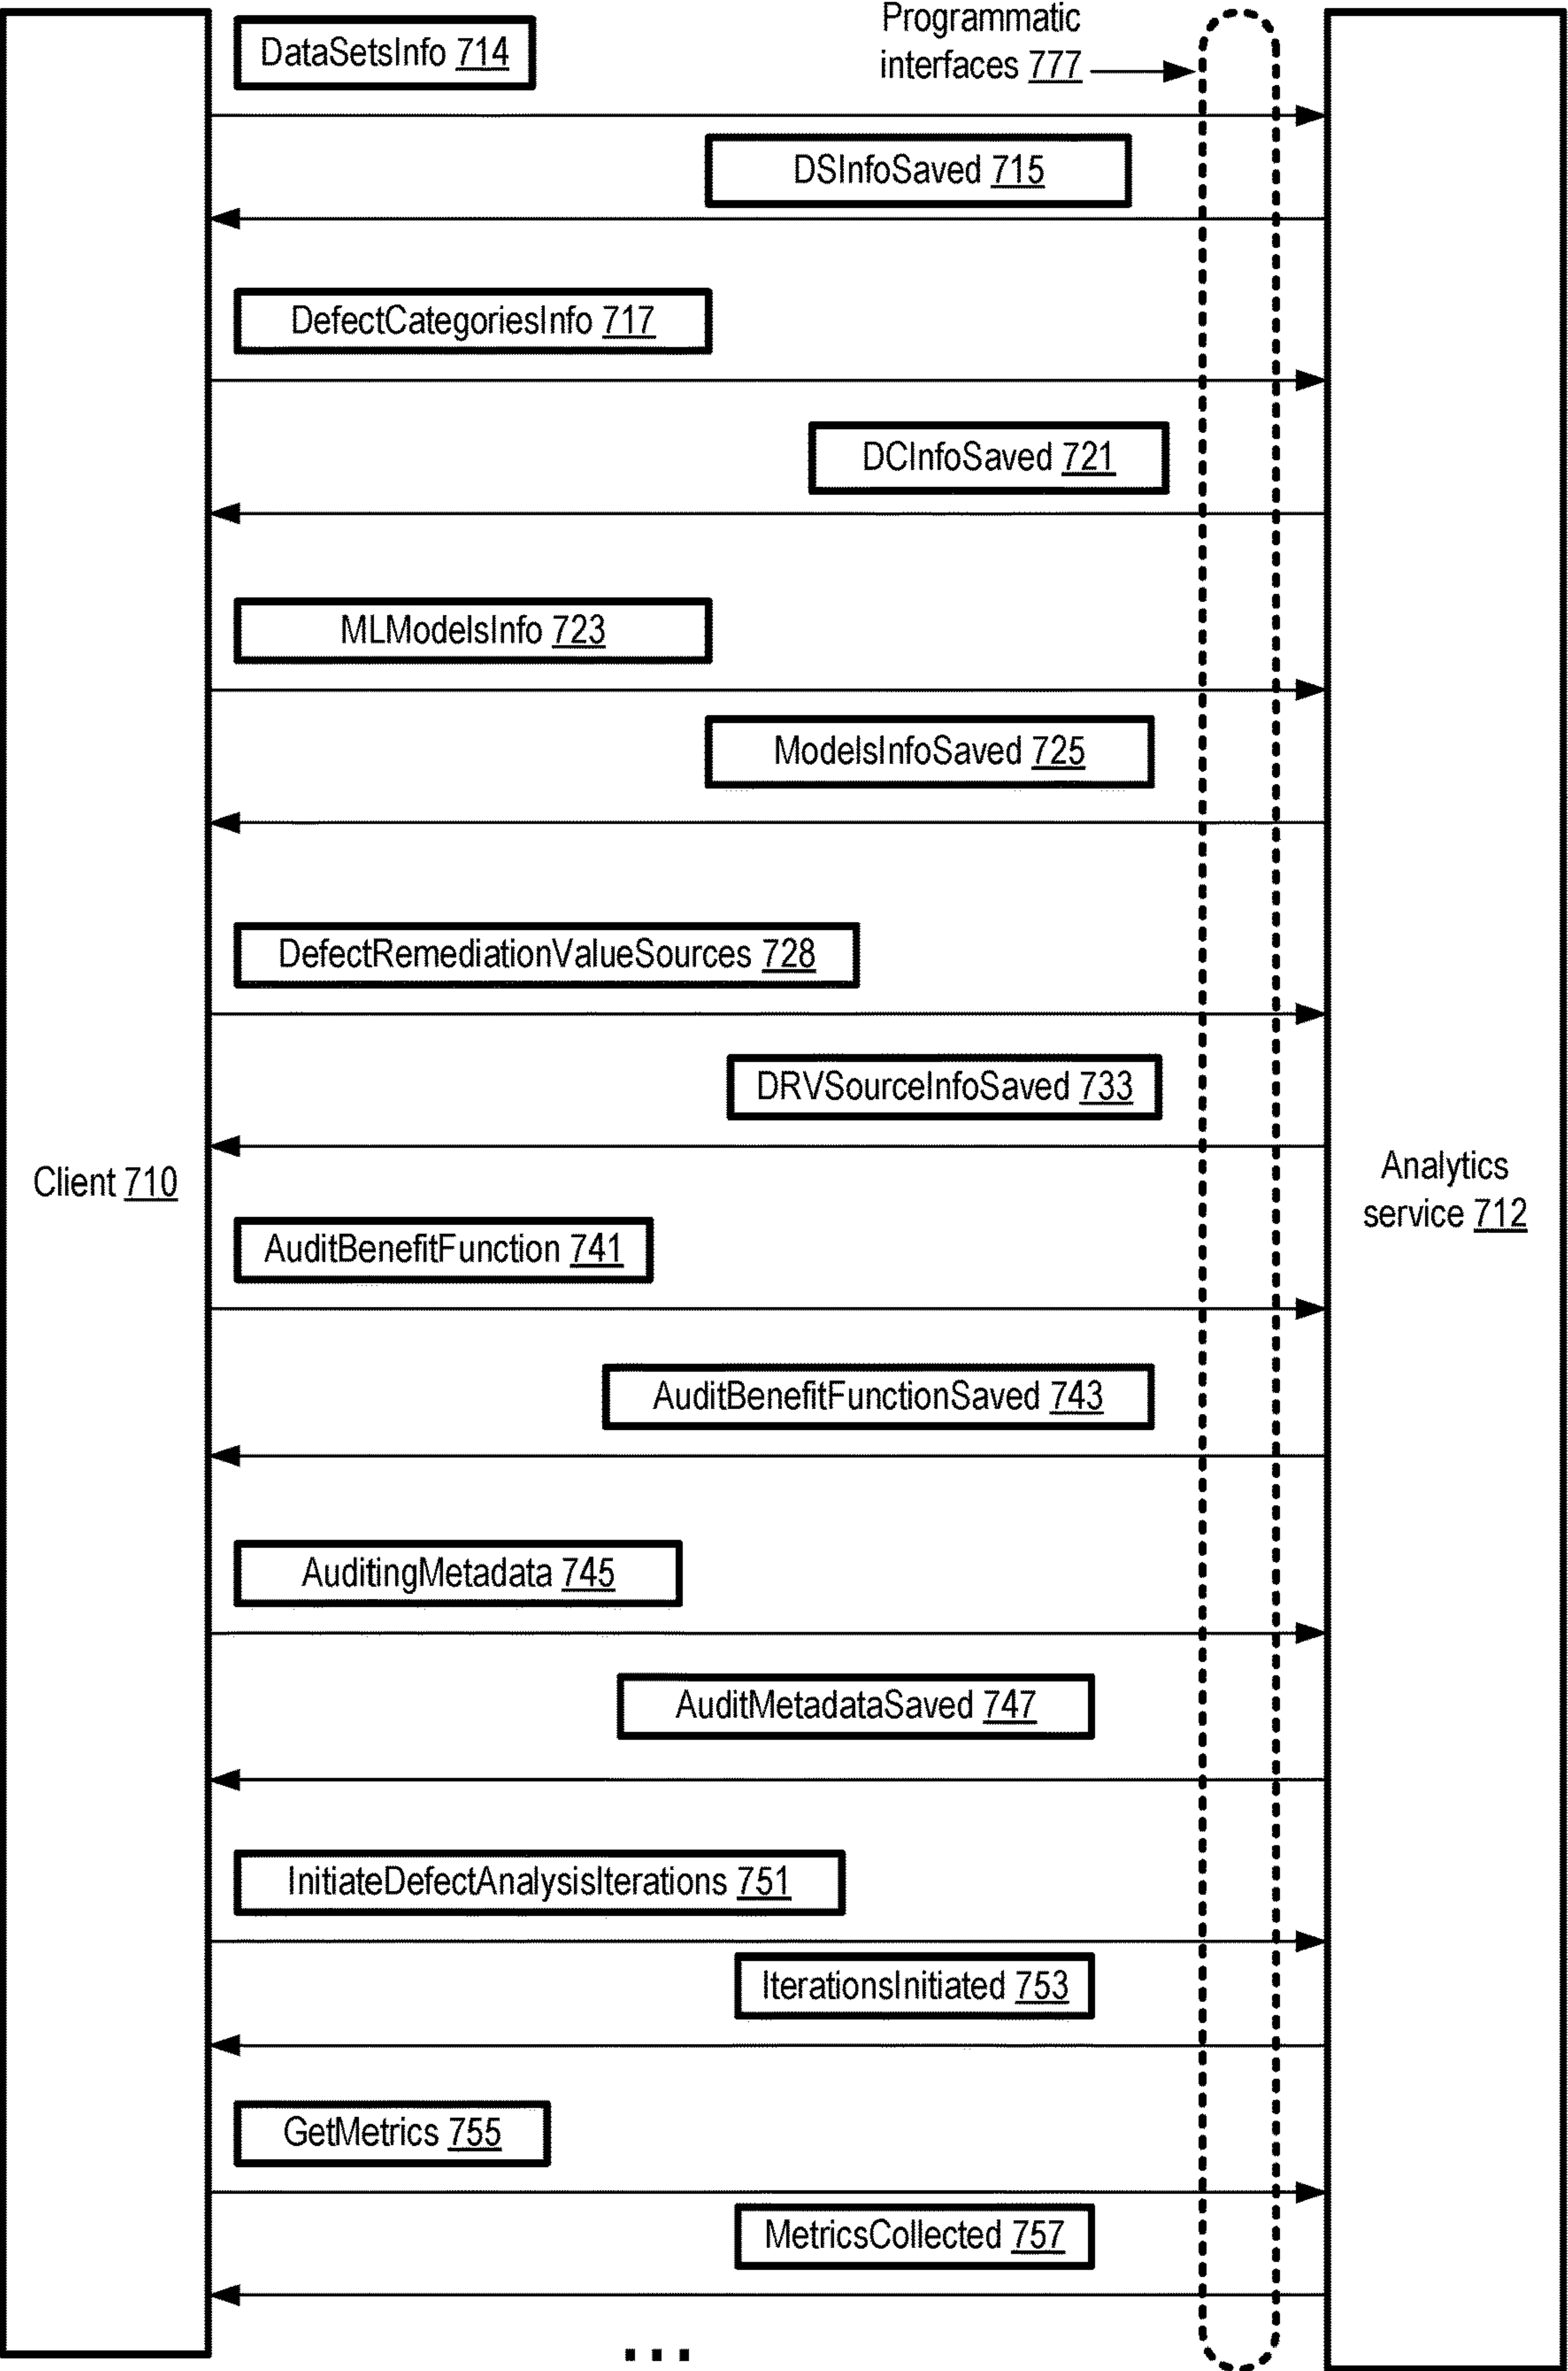 DataSetsInfo 714
Programmatic
interfaces 777
DSInfoSaved 715
DefectCategoriesInfo 717
DCInfoSaved 721
MLModelsInfo 723
ModelsInfoSaved 725
DefectRemediationValueSources 728
DRVSourceInfoSaved 733
Client 710
Analytics
service 712
AuditBenefitFunction 741
AuditBenefitFunctionSaved 743
AuditingMetadata 745
AuditMetadataSaved 747
InitiateDefectAnalysisIterations 751
IterationsInitiated 753
GetMetrics 755
MetricsCollected 757
...